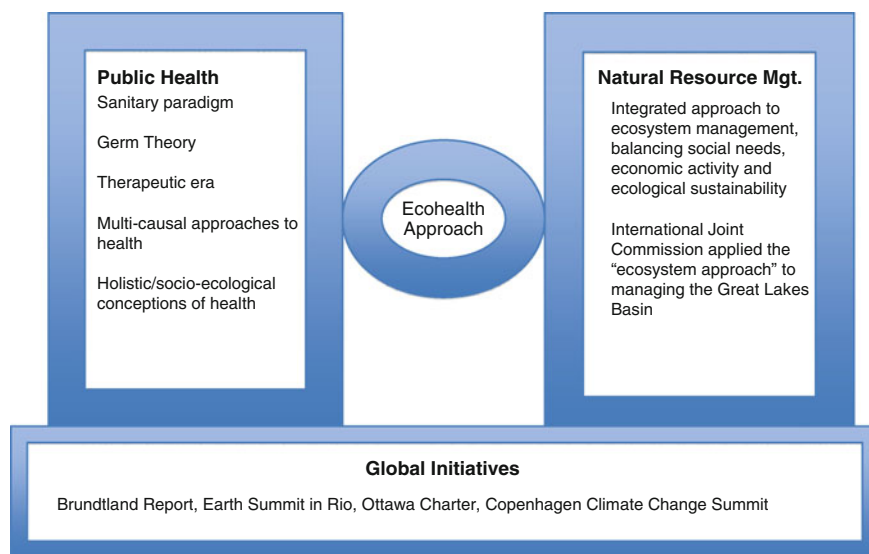 Public Health
Sanitary paradigm
Germ Theory
Therapeutic era
Multi-causal approaches to
health
Holistic/socio-ecological
conceptions of health
Ecohealth
Approach
Natural Resource Mgt.
Integrated approach to
ecosystem management,
balancing social needs,
economic activity and
ecological sustainability
International Joint
Commission applied the
“ecosystem approach” to
managing the Great Lakes
Basin
Global Initiatives
Brundtland Report, Earth Summit in Rio, Ottawa Charter, Copenhagen Climate Change Summit